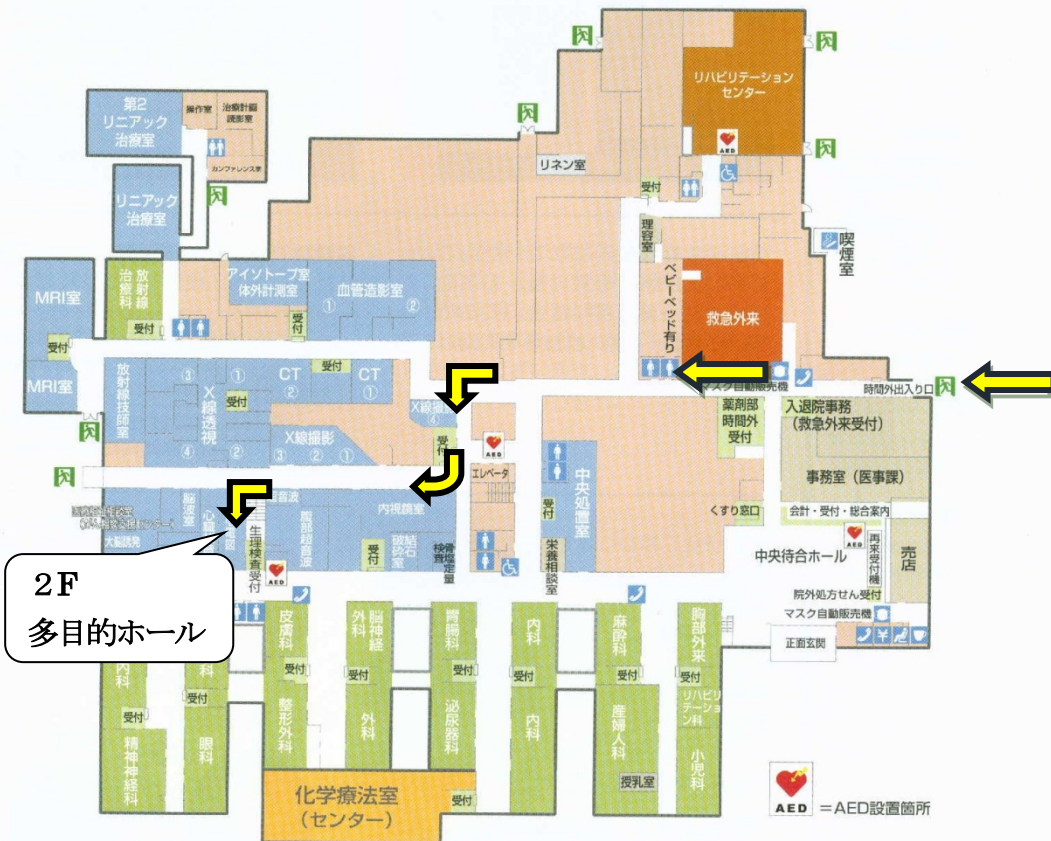 リハビリテーション
センター
AED
第2
リニアック
治療室
操作室
治療計画
読影室
カンファレンス室
リニアック
治療室
リネン室
受付
理容室
喫煙室
ベビーベッド有り
救急外来
MRI室
受付
MRI室
放射線
治療科
受付
アイソトープ室
体外計測室
受付
血管造影室
① ②
マスク自動販売機
時間外出入り口
放射線技師室
X線透視
③ ①
受付
④ ②
CT
②
受付
CT
①
X線撮影
④
受付
X線撮影
③ ② ①
AED
エレベータ
薬剤部
時間外
受付
入退院事務
(救急外来受付)
事務室(医事課)
くすり窓口
会計・受付・総合案内
中央待合ホール
AED
再来受付機
売店
院外処方せん受付
マスク自動販売機
正面玄関
中央処置室
受付
栄養相談室
大脳誘発
脳波室
生理検査受付
AED
腹部超音波
受付
内視鏡室
結石
破砕室
骨塩定量
検査
2F
多目的ホール
内科
受付
精神神経科
科
受付
眼科
皮膚科
受付
整形外科
脳神経
外科
受付
外科
胃腸科
受付
泌尿器科
内科
受付
内科
麻酔科
受付
産婦人科
授乳室
胸部外来
受付
リハビリ
テーショ
ン科
小児科
化学療法室
(センター)
受付
AED
=AED設置箇所